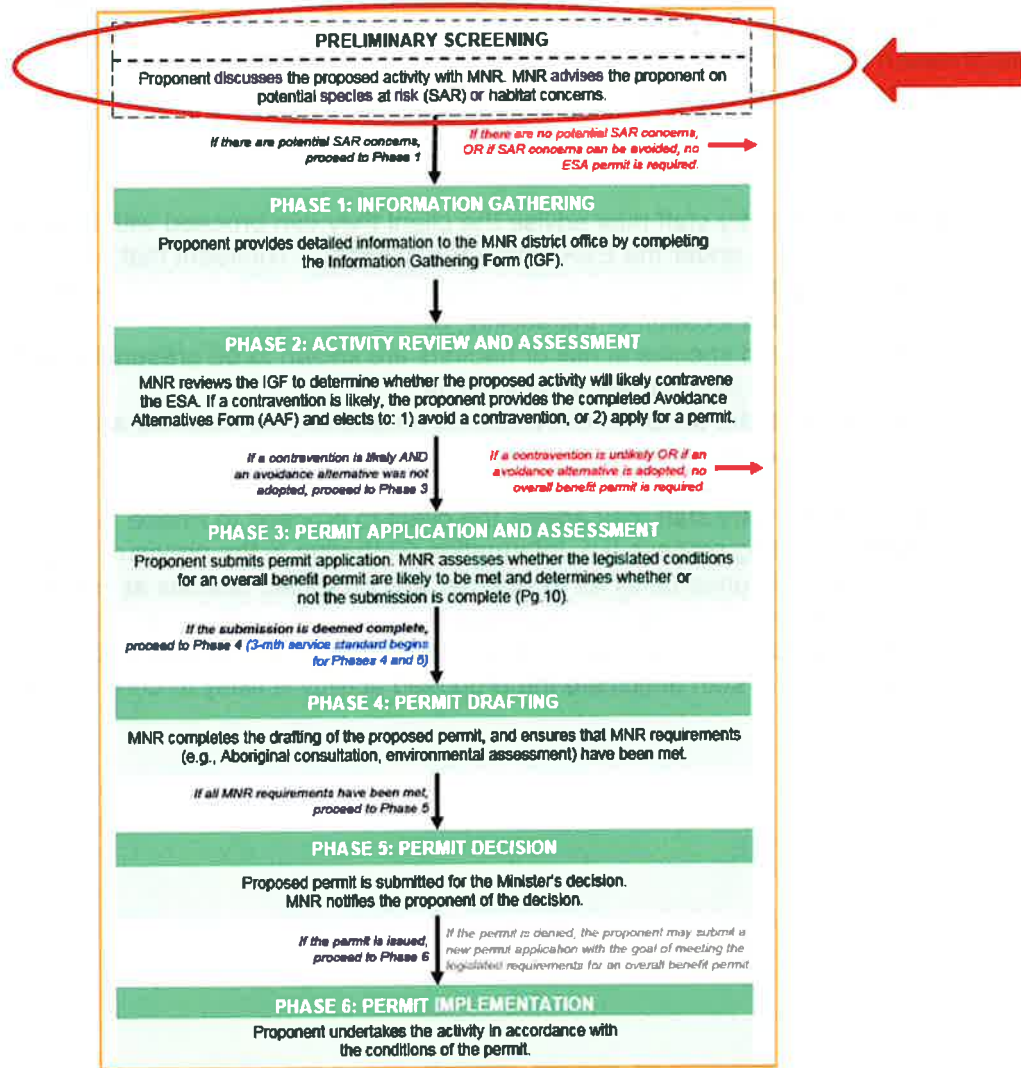 PRELIMINARY SCREENING
Proponent discusses the proposed activity with MNR. MNR advises the proponent on
potential species at risk (SAR) or habitat concerns.
If there are potential SAR concerns,
proceed to Phase 1
If there are no potential SAR concerns,
OR if SAR concerns can be avoided, no
ESA permit is required.
PHASE 1: INFORMATION GATHERING
Proponent provides detailed information to the MNR district office by completing
the Information Gathering Form (IGF).
PHASE 2: ACTIVITY REVIEW AND ASSESSMENT
MNR reviews the IGF to determine whether the proposed activity will likely contravene
the ESA. If a contravention is likely, the proponent provides the completed Avoidance
Alternatives Form (AAF) and elects to: 1) avoid a contravention, or 2) apply for a permit.
If a contravention is likely AND
an avoidance alternative was not
adopted, proceed to Phase 3
If a contravention is unlikely OR if an
avoidance alternative is adopted, no
overall benefit permit is required
PHASE 3: PERMIT APPLICATION AND ASSESSMENT
Proponent submits permit application. MNR assesses whether the legislated conditions
for an overall benefit permit are likely to be met and determines whether or
not the submission is complete (Pg.10).
If the submission is deemed complete,
proceed to Phase 4 (3-mth service standard begins
for Phases 4 and 5)
PHASE 4: PERMIT DRAFTING
MNR completes the drafting of the proposed permit, and ensures that MNR requirements
(e.g., Aboriginal consultation, environmental assessment) have been met.
If all MNR requirements have been met,
proceed to Phase 5
PHASE 5: PERMIT DECISION
Proposed permit is submitted for the Minister's decision.
MNR notifies the proponent of the decision.
If the permit is issued,
proceed to Phase 6
If the permit is denied, the proponent may submit a
new permit application with the goal of meeting the
legislated requirements for an overall benefit permit
PHASE 6: PERMIT IMPLEMENTATION
Proponent undertakes the activity in accordance with
the conditions of the permit.